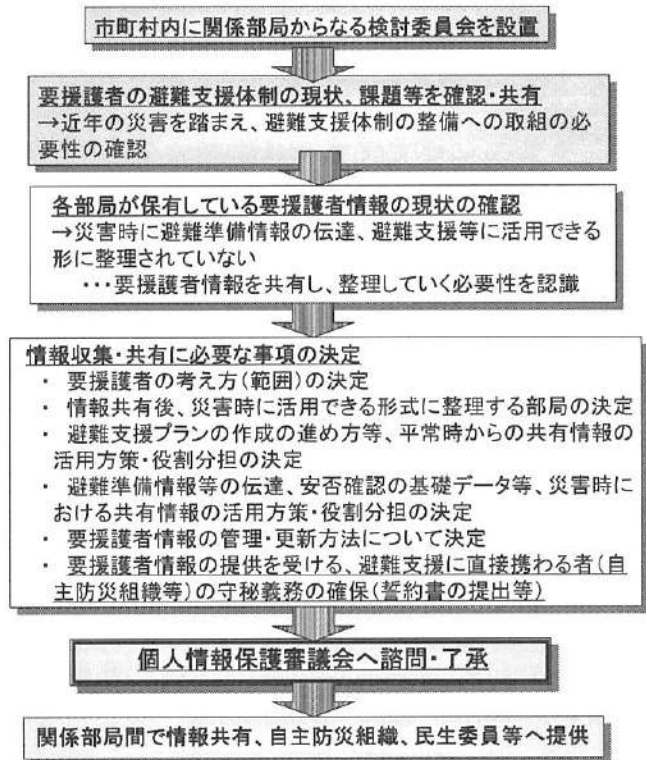 市町村内に関係部局からなる検討委員会を設置
要援護者の避難支援体制の現状、課題等を確認・共有
→近年の災害を踏まえ、避難支援体制の整備への取組の必
要性の確認
各部局が保有している要援護者情報の現状の確認
→災害時に避難準備情報の伝達、避難支援等に活用できる
形に整理されていない
・・・要援護者情報を共有し、整理していく必要性を認識
情報収集・共有に必要な事項の決定
・ 要援護者の考え方(範囲)の決定
・ 情報共有後、災害時に活用できる形式に整理する部局の決定
・ 避難支援プランの作成の進め方等、平常時からの共有情報の
活用方策・役割分担の決定
・ 避難準備情報等の伝達、安否確認の基礎データ等、災害時に
おける共有情報の活用方策・役割分担の決定
・ 要援護者情報の管理・更新方法について決定
・ 要援護者情報の提供を受ける、避難支援に直接携わる者(自
主防災組織等)の守秘義務の確保(誓約書の提出等)
個人情報保護審議会へ諮問・了承
関係部局間で情報共有、自主防災組織、民生委員等へ提供